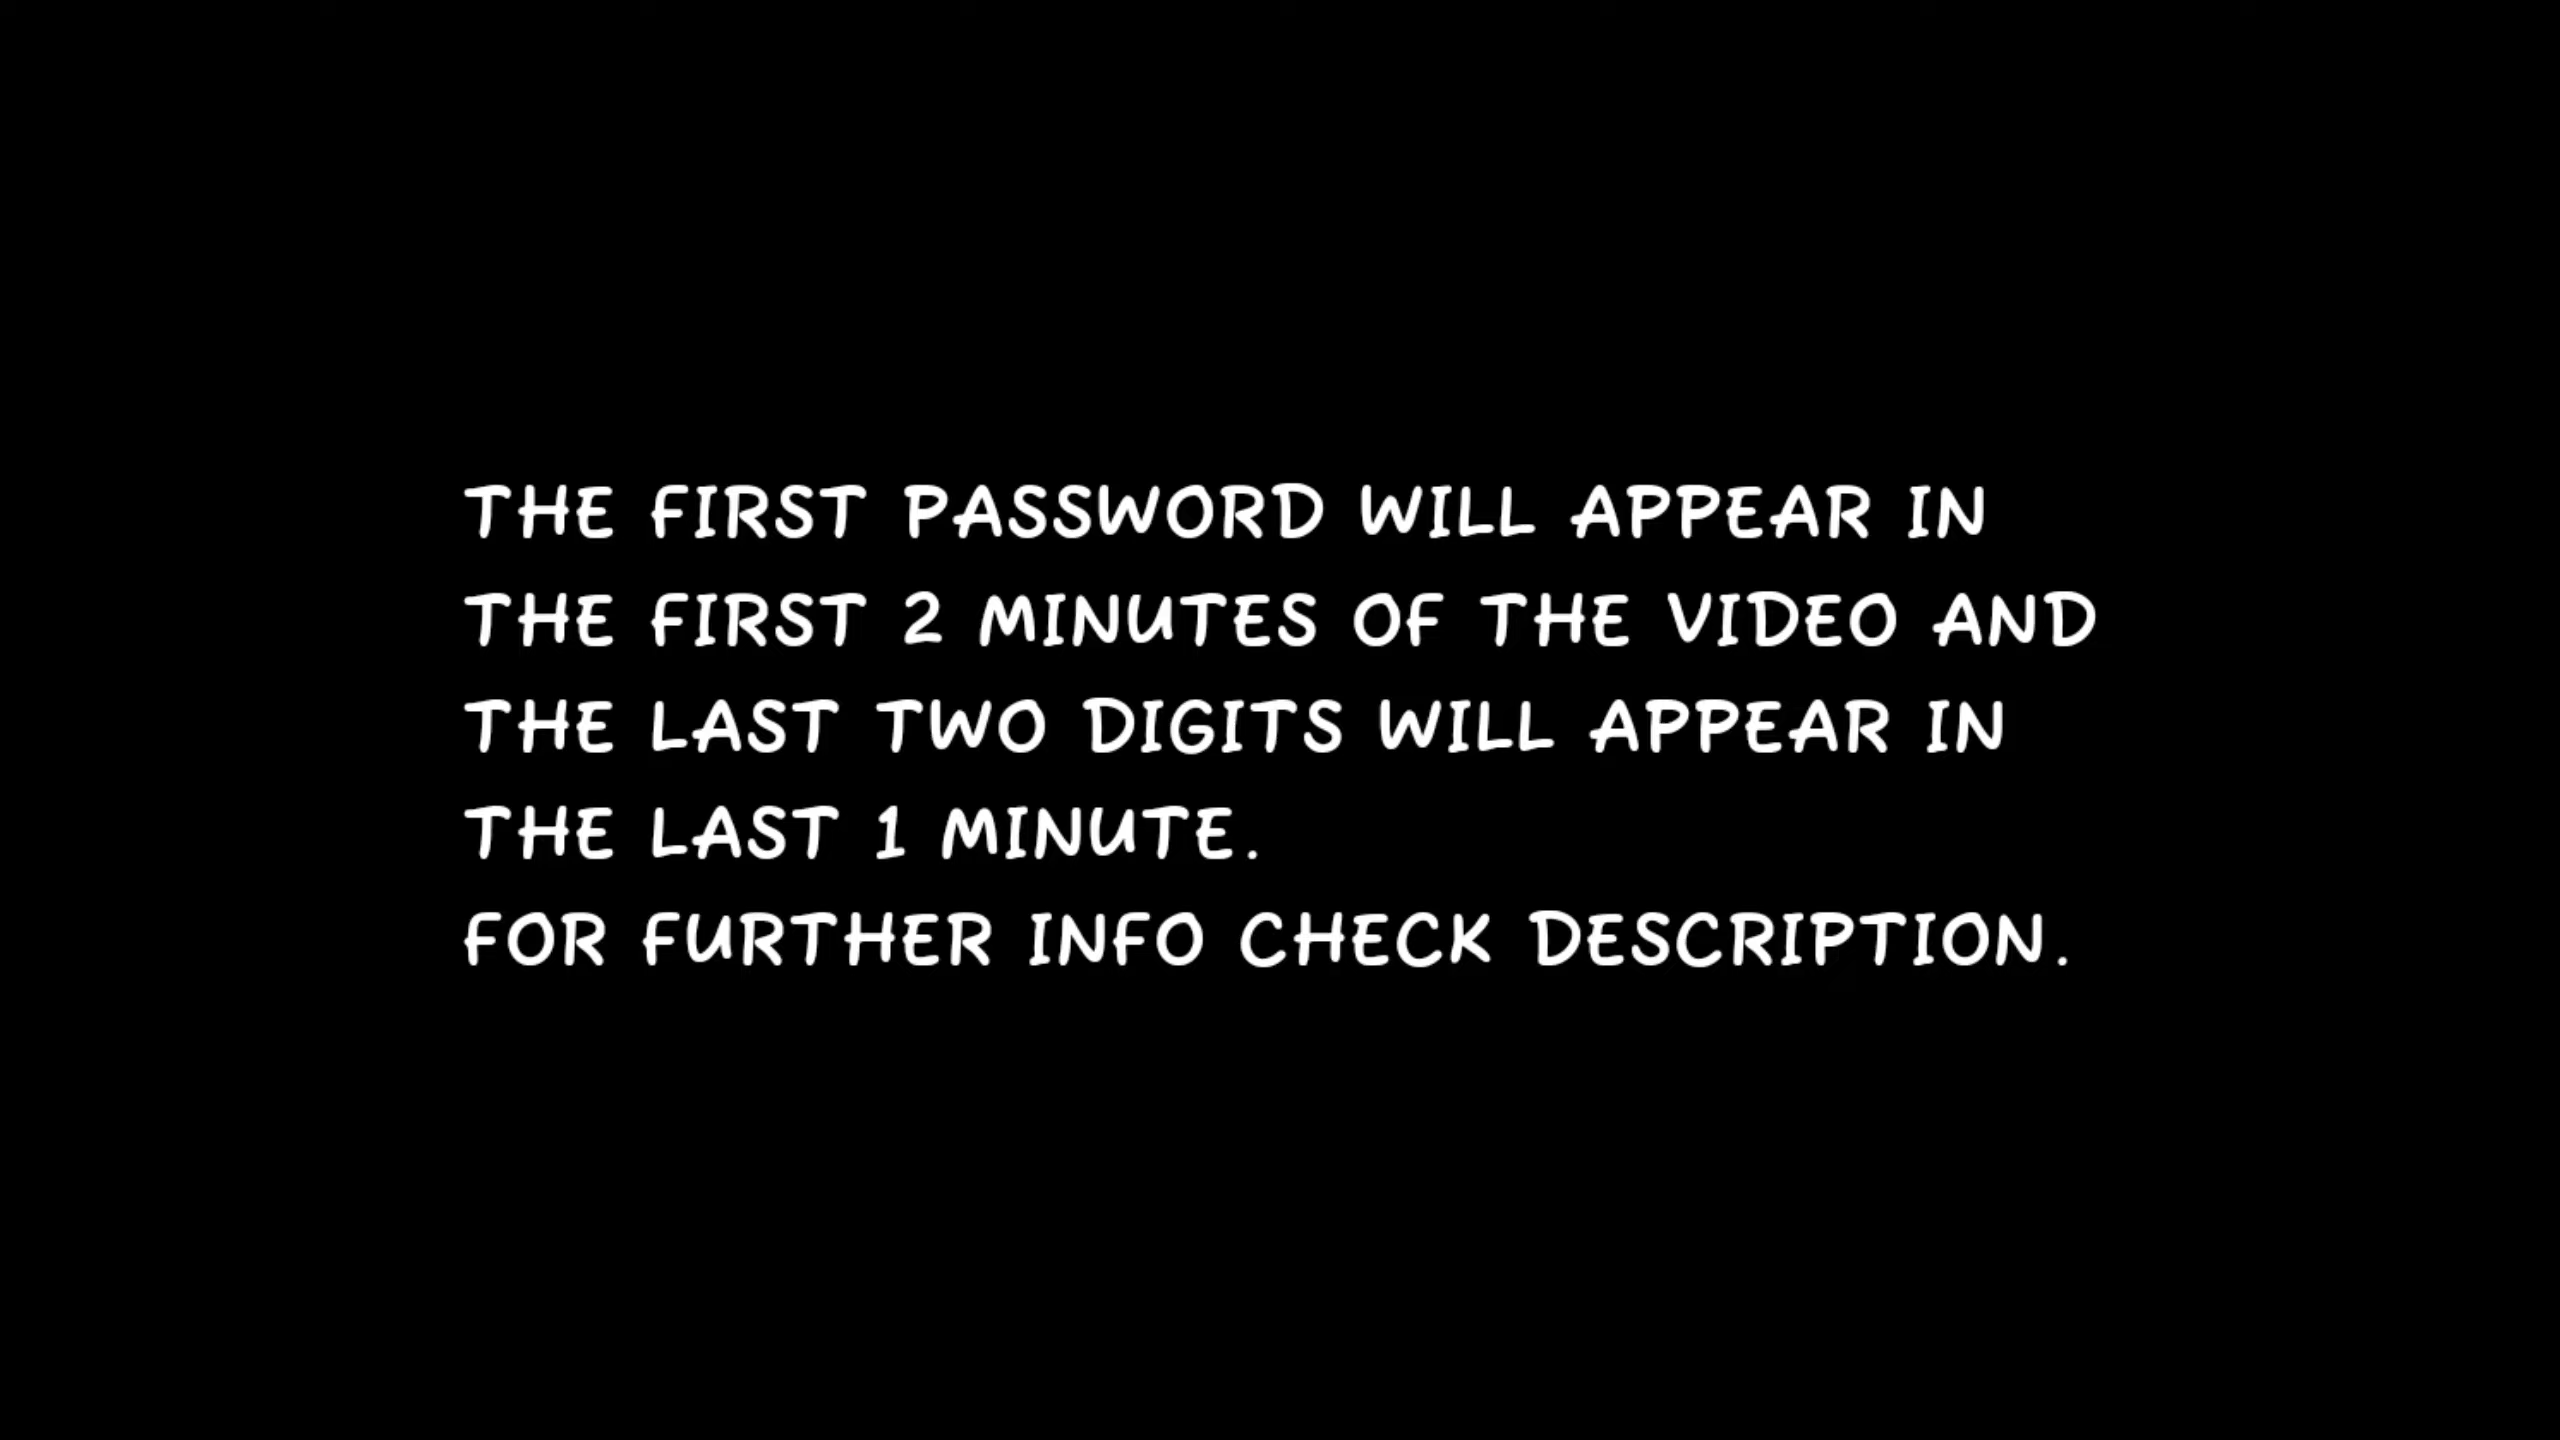 THE FIRST PASSWORD WILL APPEAR IN
THE FIRST 2 MINUTES OF THE VIDEO AND
THE LAST TWO DIGITS WILL APPEAR IN
THE LAST 1 MINUTE.
FOR FURTHER INFO CHECK DESCRIPTION.